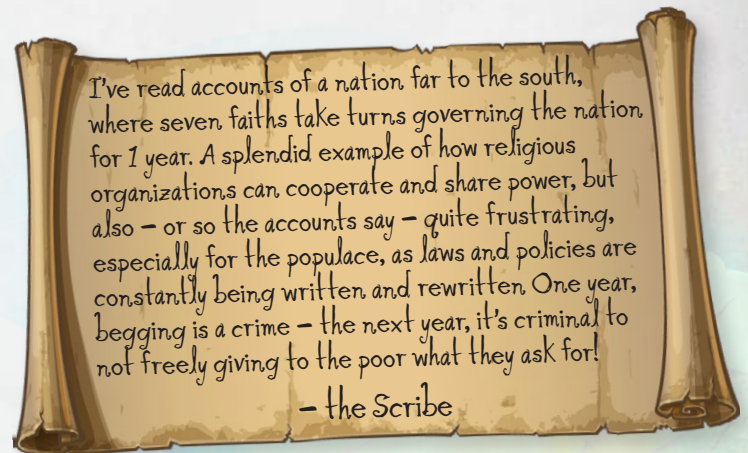 I've read accounts of a nation far to the south,
where seven faiths take turns governing the nation
for 1 year. A splendid example of how religious
organizations can cooperate and share power, but
also – or so the accounts say – quite frustrating,
especially for the populace, as laws and policies are
constantly being written and rewritten One year,
begging is a crime – the next year, it's criminal to
not freely giving to the poor what they ask for!
– the Scribe